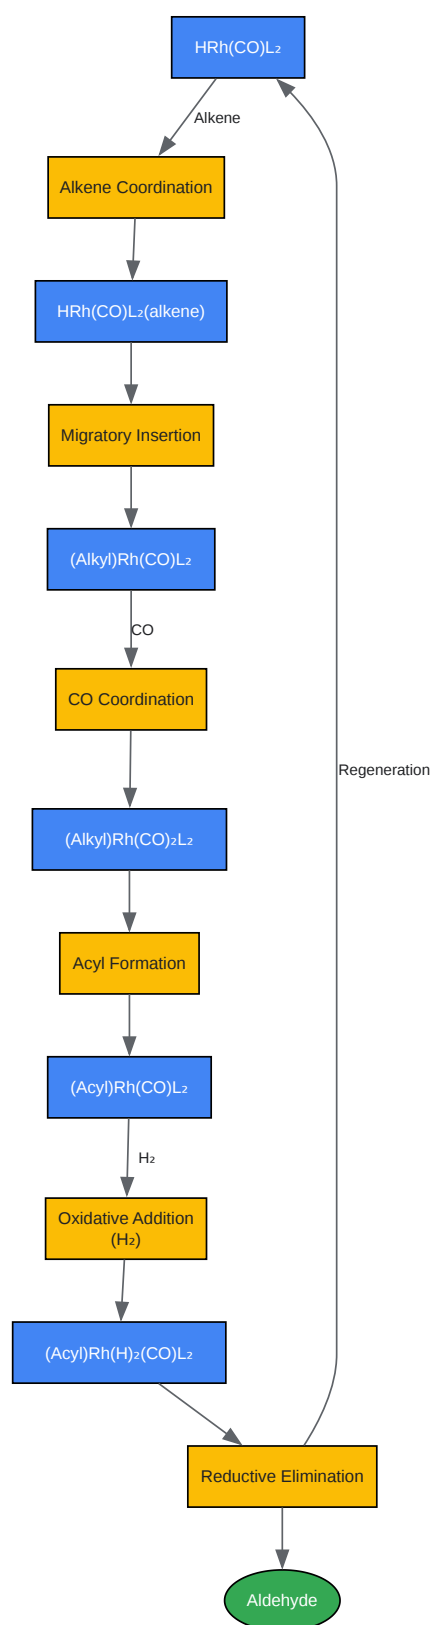 HRh(CO)L₂
Alkene
Alkene Coordination
HRh(CO)L₂(alkene)
Migratory Insertion
(Alkyl)Rh(CO)L₂
CO
CO Coordination
Regeneration
(Alkyl)Rh(CO)₂L₂
Acyl Formation
(Acyl)Rh(CO)L₂
H₂
Oxidative Addition
(H₂)
(Acyl)Rh(H)₂(CO)L₂
Reductive Elimination
Aldehyde